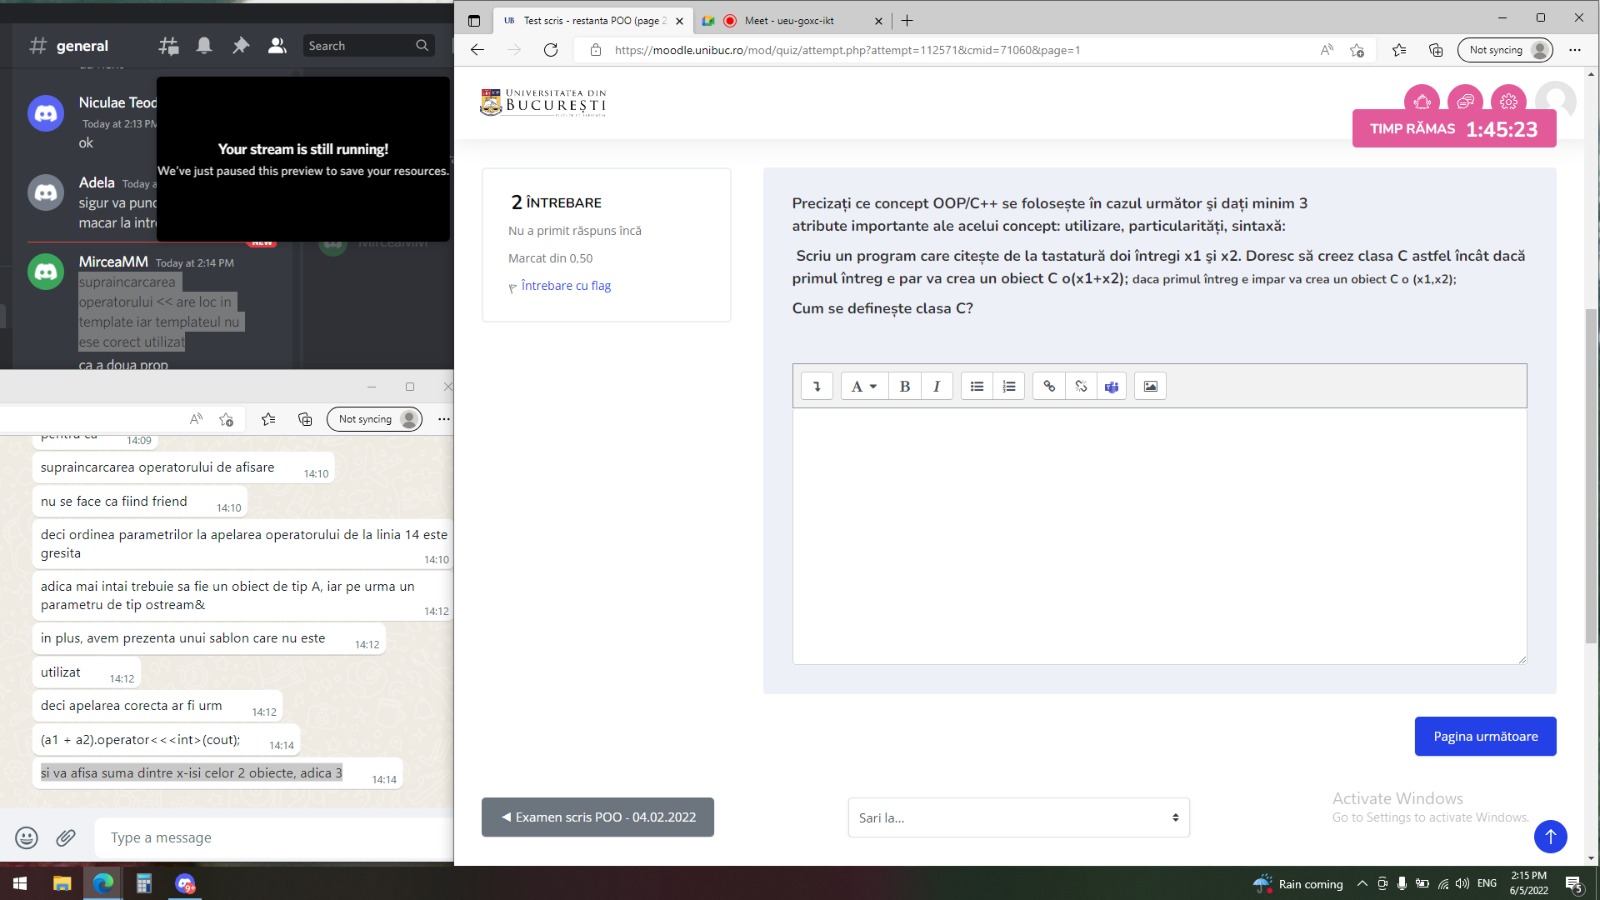 general
Search
Niculae Teod
Today at 2:13 PM
ok
Adela Today a
sigur va punc
macar la intre
Your stream is still running!
We've just paused this preview to save your resources.
NEW
MirceaMM
MirceaMM Today at 2:14 PM
supraincarcarea
operatorului << are loc in
template iar templateul nu
ese corect utilizat
ca a doua prop
Not syncing
pentru ca 14:09
supraincarcarea operatorului de afisare 14:10
nu se face ca fiind friend 14:10
deci ordinea parametrilor la apelarea operatorului de la linia 14 este
gresita 14:10
adica mai intai trebuie sa fie un obiect de tip A, iar pe urma un
parametru de tip ostream& 14:12
in plus, avem prezenta unui sablon care nu este 14:12
utilizat 14:12
deci apelarea corecta ar fi urm 14:12
(a1 + a2).operator<<<int>(cout); 14:14
si va afisa suma dintre x-isi celor 2 obiecte, adica 3 14:14
Type a message
UB Test scris - restanta POO (page 2
Meet - ueu-goxc-ikt
https://moodle.unibuc.ro/mod/quiz/attempt.php?attempt=112571&cmid=71060&page=1
Not syncing
UNIVERSITATEA DIN
BUCUREȘTI
TIMP RĂMAS 1:45:23
2 ÎNTREBARE
Nu a primit răspuns încă
Marcat din 0,50
Întrebare cu flag
Precizați ce concept OOP/C++ se folosește în cazul următor și dați minim 3
atribute importante ale acelui concept: utilizare, particularități, sintaxă:
Scriu un program care citește de la tastatură doi întregi x1 și x2. Doresc să creez clasa C astfel încât dacă
primul întreg e par va crea un obiect C o(x1+x2); daca primul întreg e impar va crea un obiect C o (x1,x2);
Cum se definește clasa C?
A B I
Pagina următoare
◄ Examen scris POO - 04.02.2022
Sari la...
Activate Windows
Go to Settings to activate Windows.
Rain coming
ENG
2:15 PM
6/5/2022
5